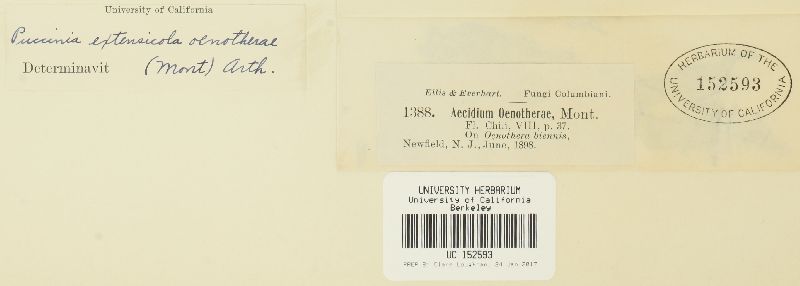 University of California
Puccinia extensicola oenotherae
Determinavit (Mont) Arth.
Ellis & Everhart. Fungi Columbiani.
1388. Aecidium Oenotherae, Mont.
Fl. Chili, VIII, p. 37.
On Oenothera biennis,
Newfield, N. J., June, 1898.
HERBARIUM OF THE
152593
UNIVERSITY OF CALIFORNIA
UNIVERSITY HERBARIUM
University of California
Berkeley
UC 152593
2017